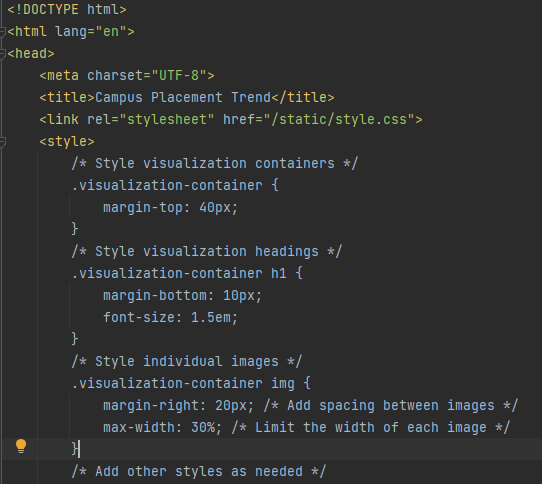 <!DOCTYPE html>
<html lang="en">
<head>
    <meta charset="UTF-8">
    <title>Campus Placement Trend</title>
    <link rel="stylesheet" href="/static/style.css">
    <style>
        /* Style visualization containers */
        .visualization-container {
            margin-top: 40px;
        }
        /* Style visualization headings */
        .visualization-container h1 {
            margin-bottom: 10px;
            font-size: 1.5em;
        }
        /* Style individual images */
        .visualization-container img {
            margin-right: 20px; /* Add spacing between images */
            max-width: 30%; /* Limit the width of each image */
        }
        /* Add other styles as needed */